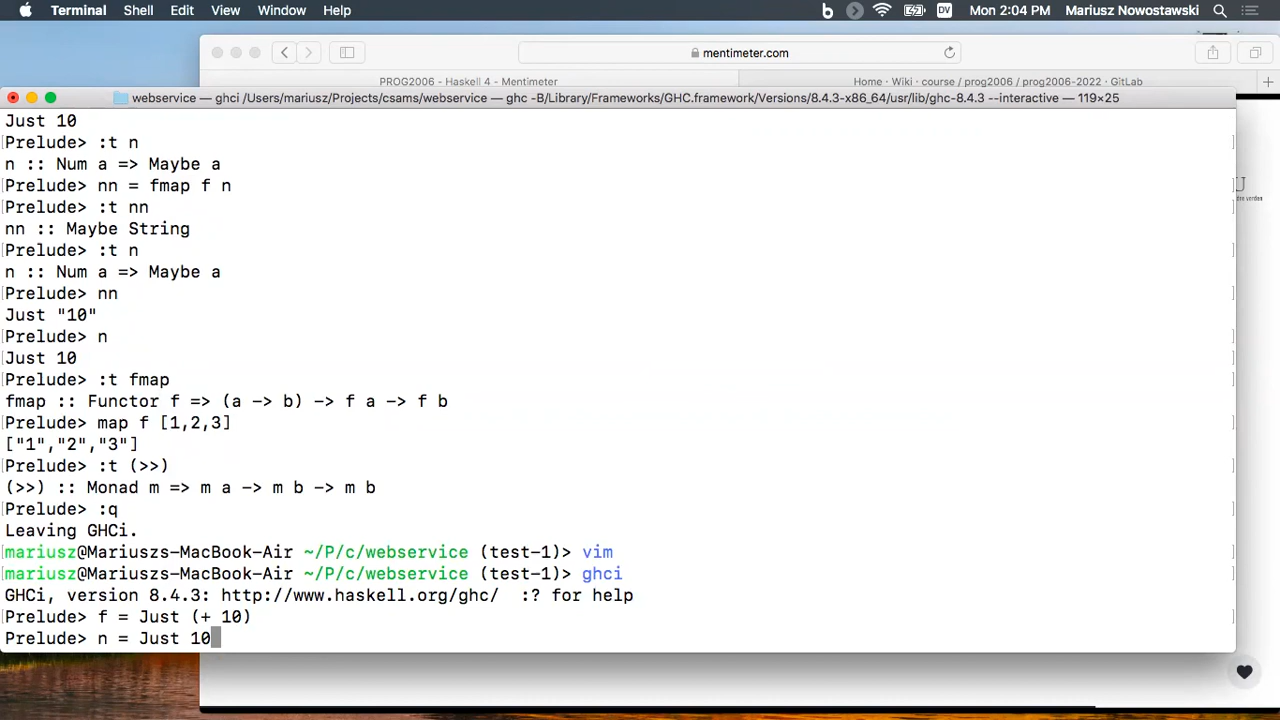 Terminal Shell Edit View Window Help DV Mon 2:04 PM Mariusz Nowostawski
mentimeter.com
PROG2006 - Haskell 4 - Mentimeter Home · Wiki · course / prog2006 / prog2006-2022 · GitLab
webservice — ghci /Users/mariusz/Projects/csams/webservice — ghc -B/Library/Frameworks/GHC.framework/Versions/8.4.3-x86_64/usr/lib/ghc-8.4.3 --interactive — 119×25
Just 10
Prelude> :t n
n :: Num a => Maybe a
Prelude> nn = fmap f n
Prelude> :t nn
nn :: Maybe String
Prelude> :t n
n :: Num a => Maybe a
Prelude> nn
Just "10"
Prelude> n
Just 10
Prelude> :t fmap
fmap :: Functor f => (a -> b) -> f a -> f b
Prelude> map f [1,2,3]
["1","2","3"]
Prelude> :t (>>)
(>>) :: Monad m => m a -> m b -> m b
Prelude> :q
Leaving GHCi.
mariusz@Mariuszs-MacBook-Air ~/P/c/webservice (test-1)> vim
mariusz@Mariuszs-MacBook-Air ~/P/c/webservice (test-1)> ghci
GHCi, version 8.4.3: http://www.haskell.org/ghc/ :? for help
Prelude> f = Just (+ 10)
Prelude> n = Just 10